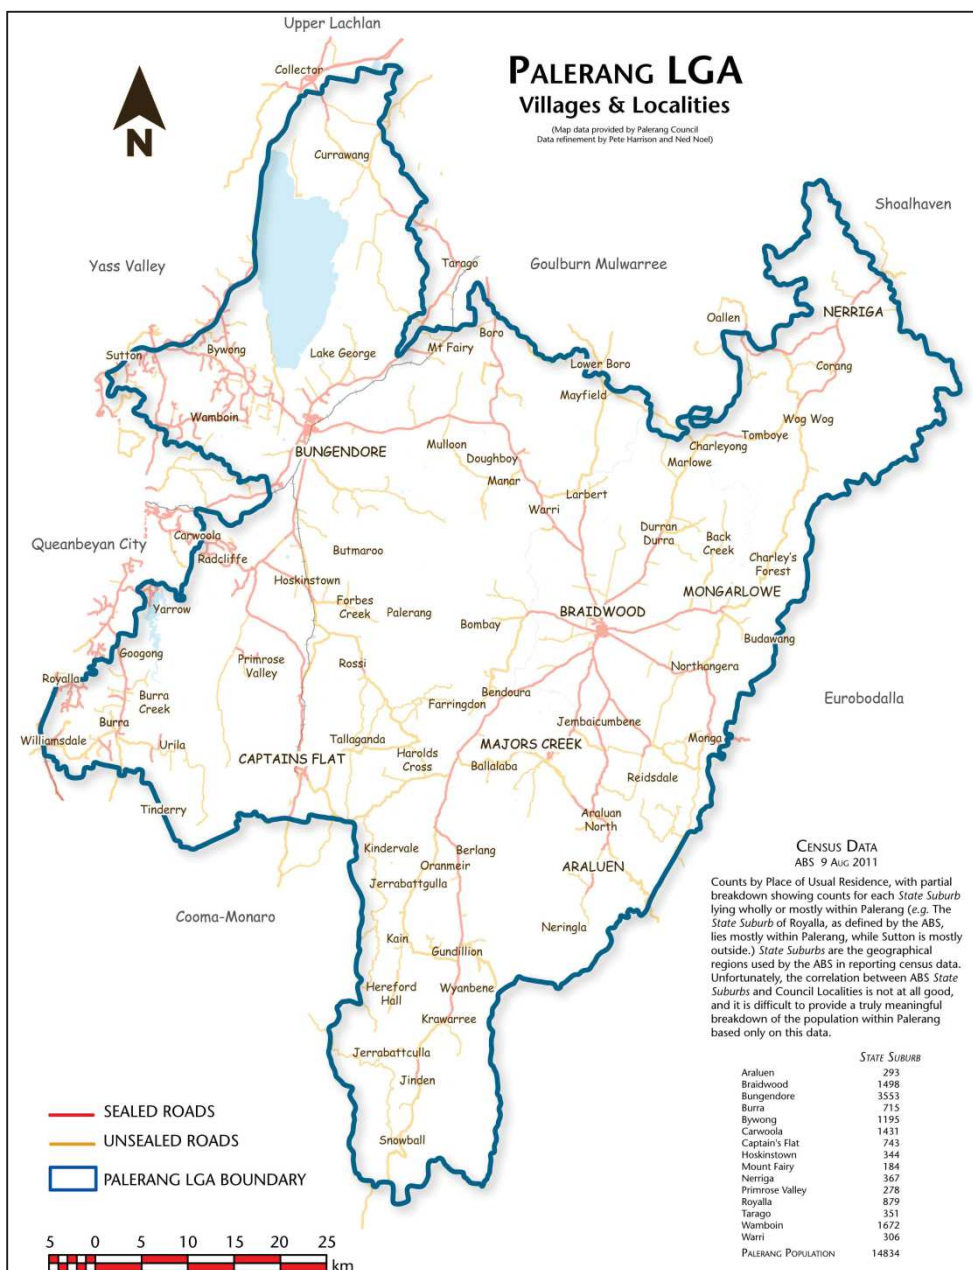 Upper Lachlan
PALERANG LGA
Villages & Localities
(Map data provided by Palerang Council
Data refinement by Pete Harrison and Ned Noel)
N
Collector
Currawang
Shoalhaven
Yass Valley
Tarago
Goulburn Mulwarree
Oallen
NERRIGA
Boro
Sutton
Bywong
Lake George
Mt Fairy
Lower Boro
Corang
Mayfield
Wamboin
Wog Wog
Tomboye
Charleyong
BUNGENDORE
Mulloon
Doughboy
Marlowe
Manar
Larbert
Warri
Queanbeyan City
Carwoola
Radcliffe
Butmaroo
Durran
Durra
Back
Creek
Charley's
Forest
Hoskinstown
MONGARLOWE
Yarrow
Forbes
Creek
Palerang
BRAIDWOOD
Bombay
Budawang
Googong
Primrose
Valley
Rossi
Northangera
Royalla
Burra
Creek
Bendoura
Farringdon
Eurobodalla
Burra
Jembaicumbene
Williamsdale
Urila
Tallaganda
MAJORS CREEK
Monga
CAPTAINS FLAT
Harolds
Cross
Ballalaba
Reidsdale
Tinderry
Araluen
North
Kindervale
Berlang
Oranmeir
ARALUEN
Jerrabattgulla
Cooma-Monaro
Neringla
Kain
Gundillion
Hereford
Hall
Wyanbene
Krawarree
Jerrabattculla
Jinden
Snowball
CENSUS DATA
ABS 9 AUG 2011
Counts by Place of Usual Residence, with partial
breakdown showing counts for each State Suburb
lying wholly or mostly within Palerang (e.g. The
State Suburb of Royalla, as defined by the ABS,
lies mostly within Palerang, while Sutton is mostly
outside.) State Suburbs are the geographical
regions used by the ABS in reporting census data.
Unfortunately, the correlation between ABS State
Suburbs and Council Localities is not at all good,
and it is difficult to provide a truly meaningful
breakdown of the population within Palerang
based only on this data.
STATE SUBURB
Araluen 293
Braidwood 1498
Bungendore 3553
Burra 715
Bywong 1195
Carwoola 1431
Captain's Flat 743
Hoskinstown 344
Mount Fairy 184
Nerriga 367
Primrose Valley 278
Royalla 879
Tarago 351
Wamboin 1672
Warri 306
PALERANG POPULATION 14834
SEALED ROADS
UNSEALED ROADS
PALERANG LGA BOUNDARY
5 0 5 10 15 20 25
km